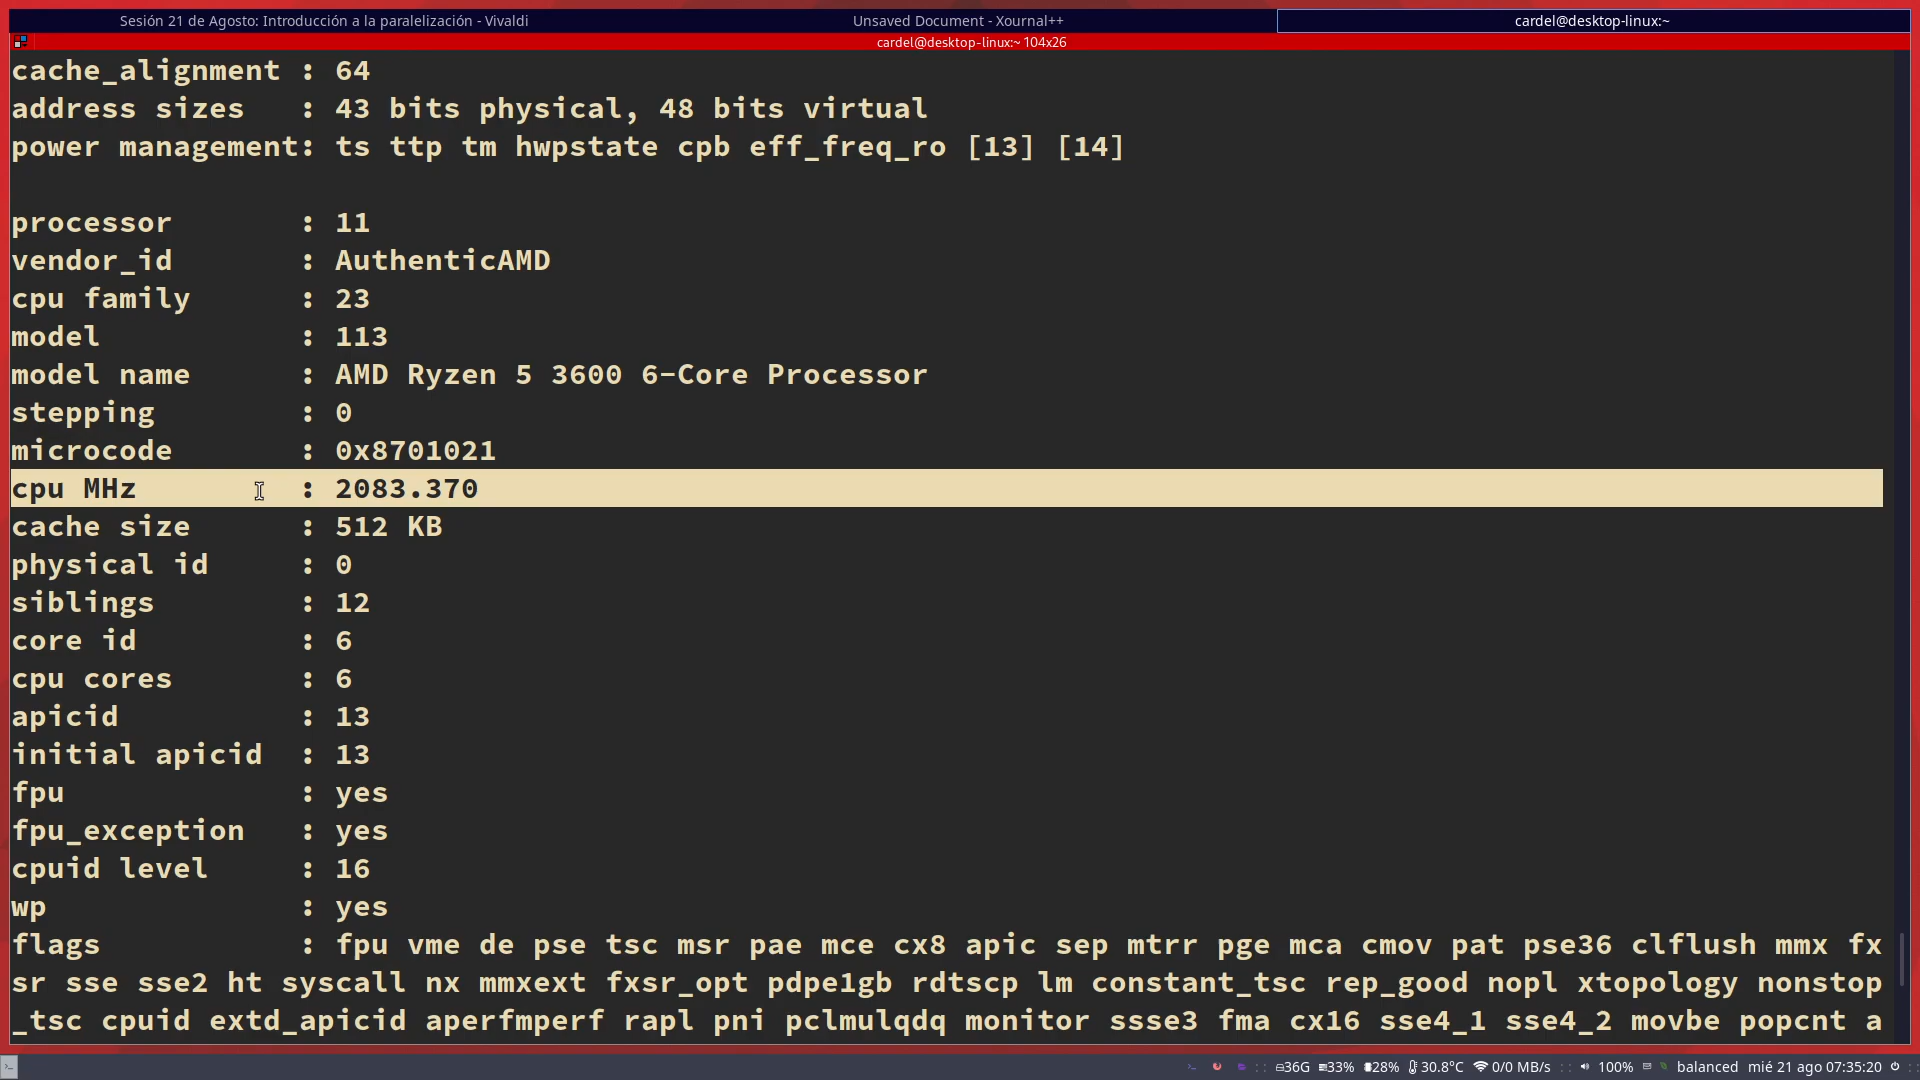 Sesión 21 de Agosto: Introducción a la paralelización - Vivaldi
Unsaved Document - Xournal++
cardel@desktop-linux:~
cardel@desktop-linux:~ 104x26
cache_alignment : 64
address sizes   : 43 bits physical, 48 bits virtual
power management: ts ttp tm hwpstate cpb eff_freq_ro [13] [14]
processor       : 11
vendor_id       : AuthenticAMD
cpu family      : 23
model           : 113
model name      : AMD Ryzen 5 3600 6-Core Processor
stepping        : 0
microcode       : 0x8701021
cpu MHz         : 2083.370
cache size      : 512 KB
physical id     : 0
siblings        : 12
core id         : 6
cpu cores       : 6
apicid          : 13
initial apicid  : 13
fpu             : yes
fpu_exception   : yes
cpuid level     : 16
wp              : yes
flags           : fpu vme de pse tsc msr pae mce cx8 apic sep mtrr pge mca cmov pat pse36 clflush mmx fx
sr sse sse2 ht syscall nx mmxext fxsr_opt pdpe1gb rdtscp lm constant_tsc rep_good nopl xtopology nonstop
_tsc cpuid extd_apicid aperfmperf rapl pni pclmulqdq monitor ssse3 fma cx16 sse4_1 sse4_2 movbe popcnt a
36G 33% 28% 30.8°C 0/0 MB/s 100% balanced mié 21 ago 07:35:20